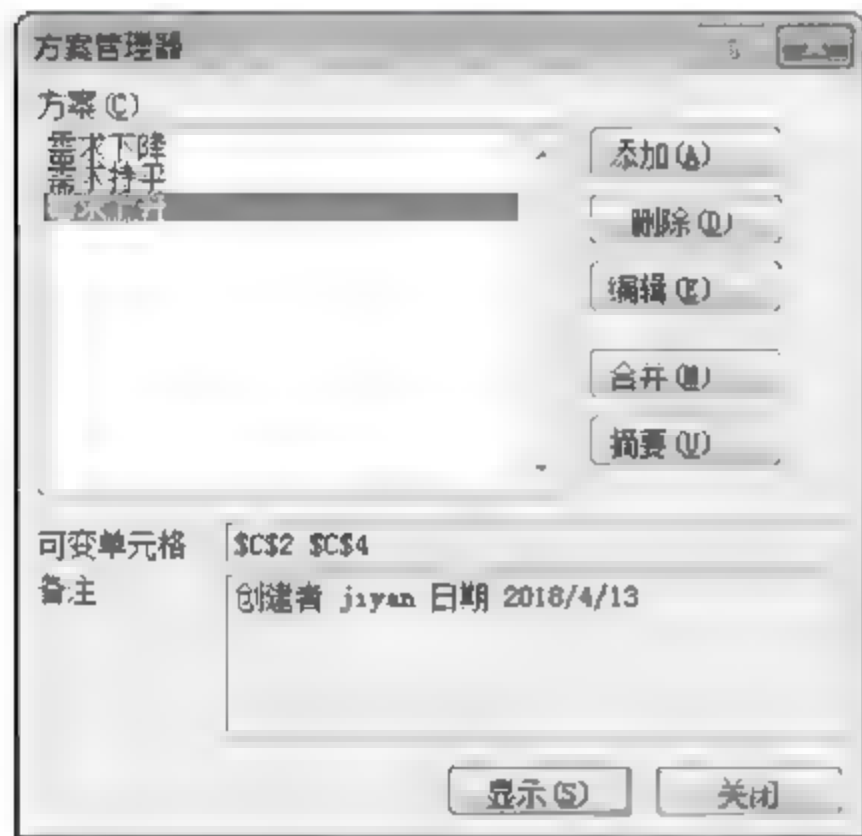 方案管理器
方案(C)
需求下降
需求持平
添加(A)
删除(D)
编辑(E)
合并(M)
摘要(U)
可变单元格
$C$2 $C$4
备注
创建者 jiyan 日期 2018/4/13
显示(S)
关闭